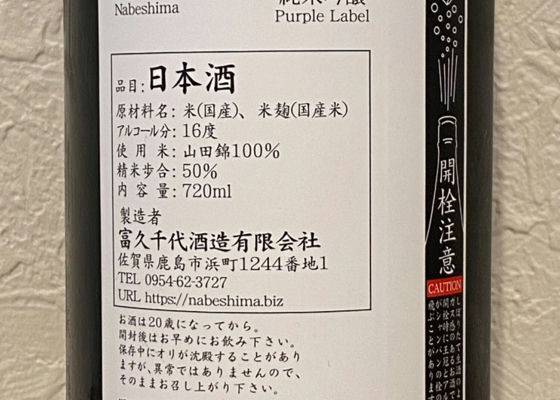 Nabeshima
純米吟醸
Purple Label
品目:日本酒
原材料名:米(国産)、米麹(国産米)
アルコール分:16度
使用米:山田錦100%
精米歩合:50%
内容量:720ml
製造者
富久千代酒造有限会社
佐賀県鹿島市浜町1244番地1
TEL 0954-62-3727
URL https://nabeshima.biz
お酒は20歳になってから。
開封後はお早めにお飲み下さい。
保存中にオリが沈殿することがあり
ますが、異常ではありませんので、
そのままお召し上がり下さい。
開栓注意
CAUTION